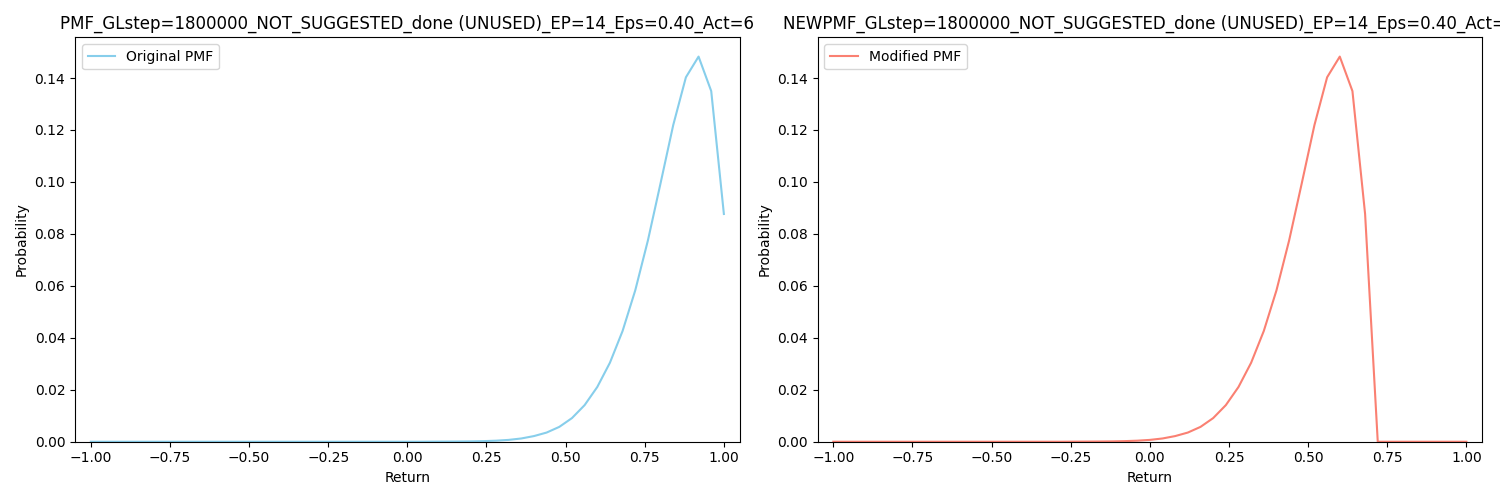 PMF_GLstep=1800000_NOT_SUGGESTED_done (UNUSED)_EP=14_Eps=0.40_Act=6
Original PMF
Probability
0.14
0.12
0.10
0.08
0.06
0.04
0.02
0.00
−1.00 −0.75 −0.50 −0.25 0.00 0.25 0.50 0.75 1.00
Return
NEWPMF_GLstep=1800000_NOT_SUGGESTED_done (UNUSED)_EP=14_Eps=0.40_Act=
Modified PMF
Probability
0.14
0.12
0.10
0.08
0.06
0.04
0.02
0.00
−1.00 −0.75 −0.50 −0.25 0.00 0.25 0.50 0.75 1.00
Return